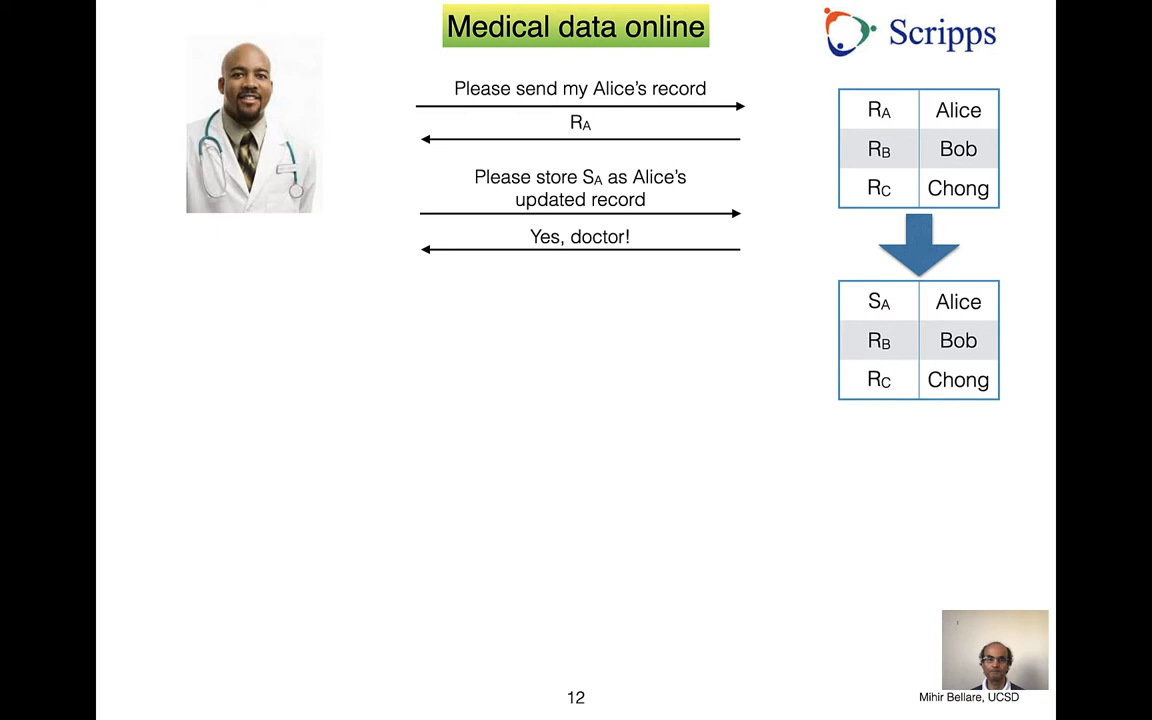 Medical data online
Scripps
Please send my Alice's record
RA
Please store SA as Alice's
updated record
Yes, doctor!
RA Alice
RB Bob
RC Chong
SA Alice
RB Bob
RC Chong
12
Mihir Bellare, UCSD